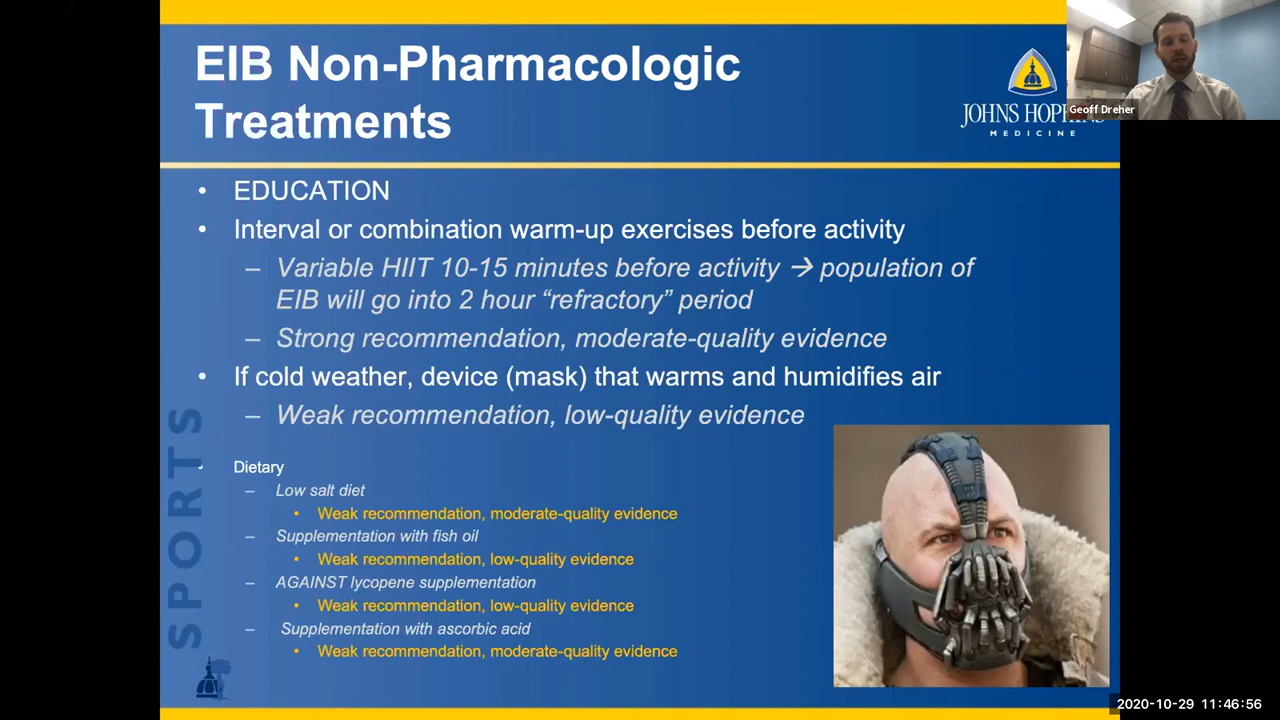 EIB Non-Pharmacologic
Treatments
JOHNS HOPKINS
MEDICINE
Geoff Dreher
• EDUCATION
• Interval or combination warm-up exercises before activity
– Variable HIIT 10-15 minutes before activity → population of
EIB will go into 2 hour “refractory” period
– Strong recommendation, moderate-quality evidence
• If cold weather, device (mask) that warms and humidifies air
– Weak recommendation, low-quality evidence
• Dietary
– Low salt diet
• Weak recommendation, moderate-quality evidence
– Supplementation with fish oil
• Weak recommendation, low-quality evidence
– AGAINST lycopene supplementation
• Weak recommendation, low-quality evidence
– Supplementation with ascorbic acid
• Weak recommendation, moderate-quality evidence
SPORTS
2020-10-29 11:46:56